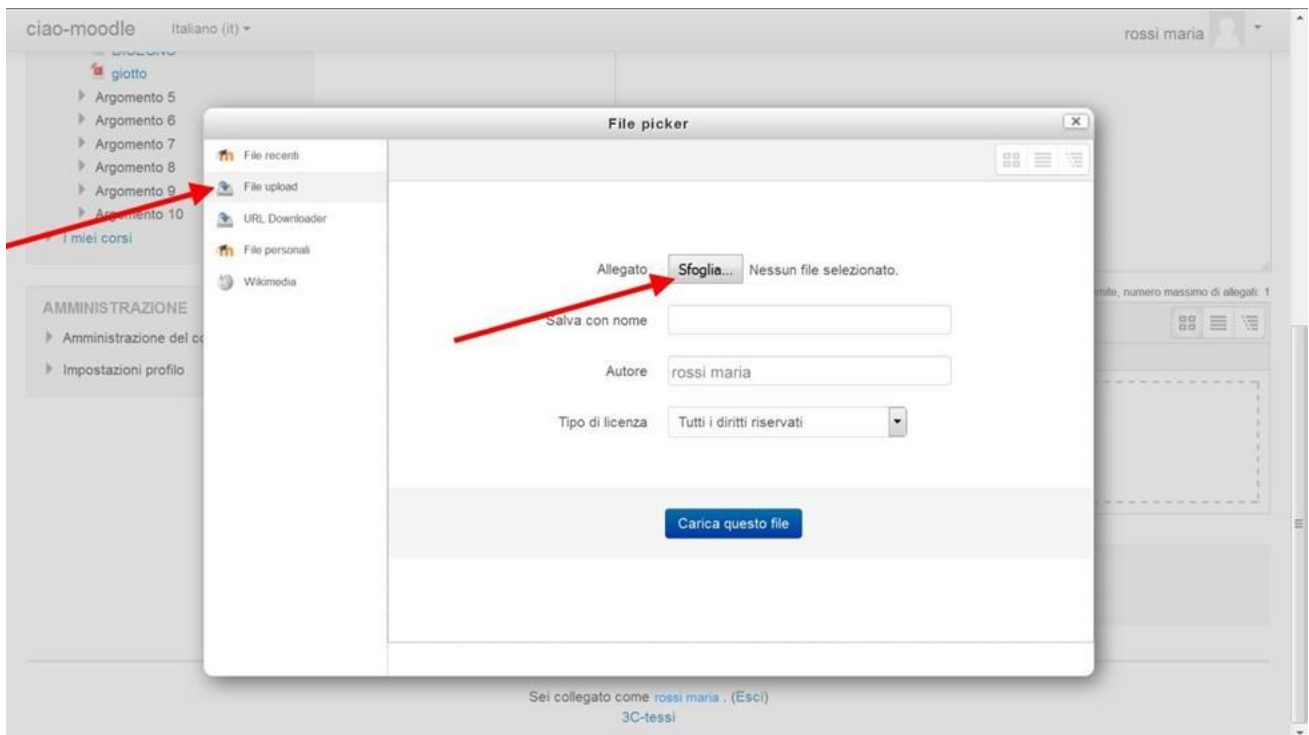 ciao-moodle Italiano (it)
rossi maria
giotto
Argomento 5
Argomento 6
Argomento 7
Argomento 8
Argomento 9
Argomento 10
I miei corsi
AMMINISTRAZIONE
Amministrazione del
Impostazioni profilo
File picker
File recenti
File upload
URL Downloader
File personali
Wikimedia
Allegato Sfoglia... Nessun file selezionato.
Salva con nome
Autore rossi maria
Tipo di licenza Tutti i diritti riservati
Carica questo file
numero massimo di allegati: 1
Sei collegato come rossi maria . (Esci)
3C-tessi